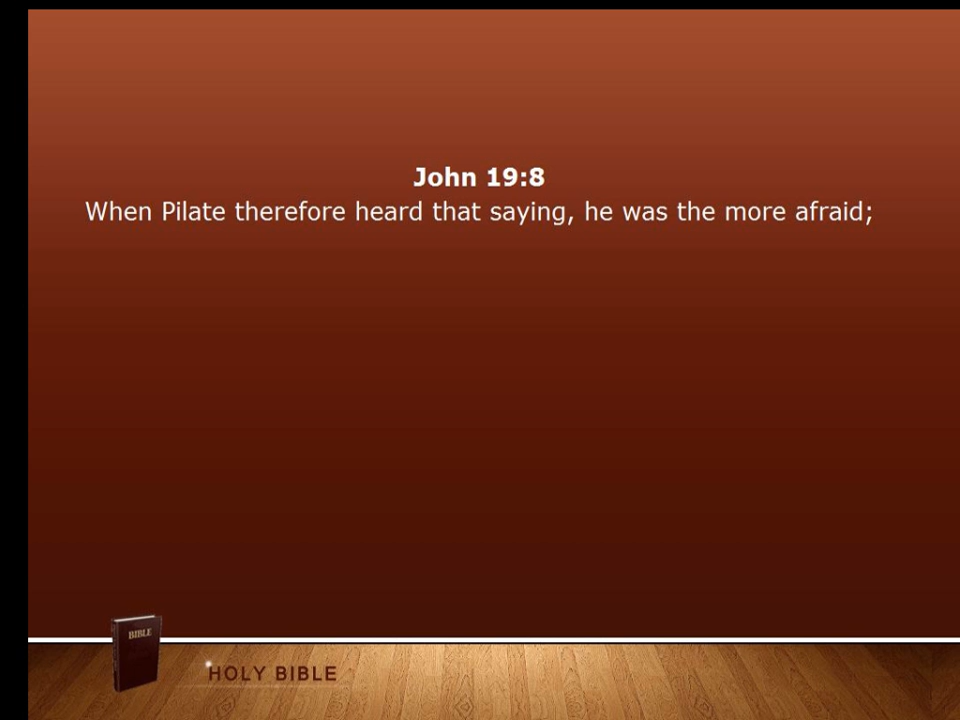 John 19:8
When Pilate therefore heard that saying, he was the more afraid;
BIBLE
HOLY BIBLE